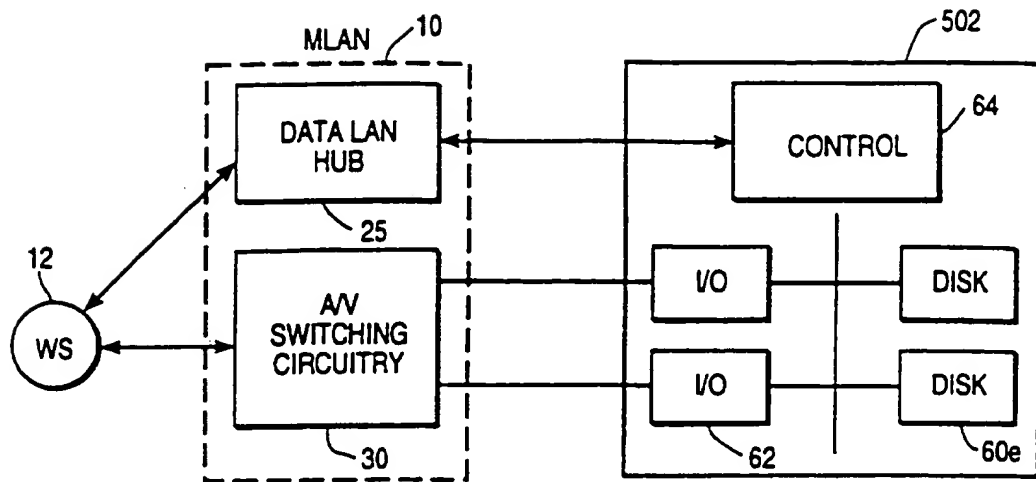 MLAN
10
502
DATA LAN
HUB
64
CONTROL
25
12
WS
A/V
SWITCHING
CIRCUITRY
I/O
DISK
I/O
DISK
30
62
60e